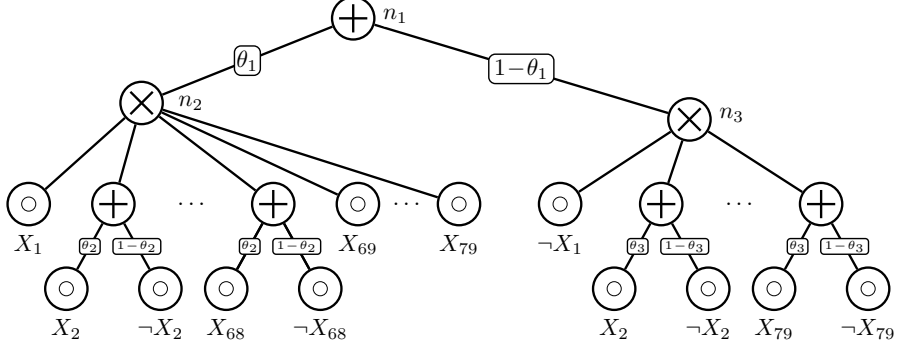 n₁
θ₁ 1−θ₁
n₂ n₃
... ... ...
X₁ θ₂ 1−θ₂ θ₂ 1−θ₂ X₆₉ X₇₉ ¬X₁ θ₃ 1−θ₃ θ₃ 1−θ₃
X₂ ¬X₂ X₆₈ ¬X₆₈ X₂ ¬X₂ X₇₉ ¬X₇₉